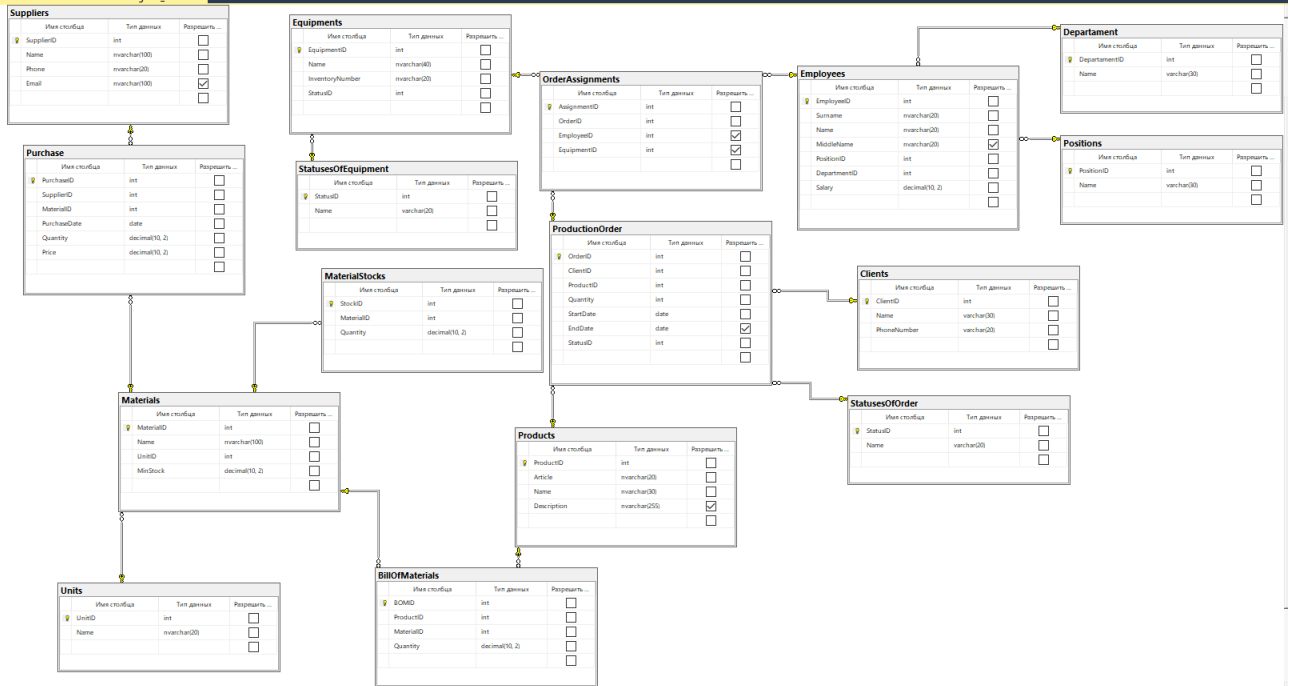 Suppliers
Имя столбца Тип данных Разрешить ...
SupplierID int
Name nvarchar(100)
Phone nvarchar(20)
Email nvarchar(100)
Equipments
Имя столбца Тип данных Разрешить ...
EquipmentID int
Name nvarchar(40)
InventoryNumber nvarchar(20)
StatusID int
OrderAssignments
Имя столбца Тип данных Разрешить ...
AssignmentID int
OrderID int
EmployeeID int
EquipmentID int
Employees
Имя столбца Тип данных Разрешить ...
EmployeeID int
Surname nvarchar(20)
Name nvarchar(20)
MiddleName nvarchar(20)
PositionID int
DepartmentID int
Salary decimal(10, 2)
Departament
Имя столбца Тип данных Разрешить ...
DepartamentID int
Name varchar(30)
Positions
Имя столбца Тип данных Разрешить ...
PositionID int
Name varchar(30)
Purchase
Имя столбца Тип данных Разрешить ...
PurchaseID int
SupplierID int
MaterialID int
PurchaseDate date
Quantity decimal(10, 2)
Price decimal(10, 2)
StatusesOfEquipment
Имя столбца Тип данных Разрешить ...
StatusID int
Name varchar(20)
MaterialStocks
Имя столбца Тип данных Разрешить ...
StockID int
MaterialID int
Quantity decimal(10, 2)
ProductionOrder
Имя столбца Тип данных Разрешить ...
OrderID int
ClientID int
ProductID int
Quantity int
StartDate date
EndDate date
StatusID int
Clients
Имя столбца Тип данных Разрешить ...
ClientID int
Name varchar(30)
PhoneNumber varchar(20)
StatusesOfOrder
Имя столбца Тип данных Разрешить ...
StatusID int
Name varchar(20)
Materials
Имя столбца Тип данных Разрешить ...
MaterialID int
Name nvarchar(100)
UnitID int
MinStock decimal(10, 2)
Products
Имя столбца Тип данных Разрешить ...
ProductID int
Article nvarchar(20)
Name nvarchar(30)
Description nvarchar(255)
Units
Имя столбца Тип данных Разрешить ...
UnitID int
Name nvarchar(20)
BillOfMaterials
Имя столбца Тип данных Разрешить ...
BOMID int
ProductID int
MaterialID int
Quantity decimal(10, 2)